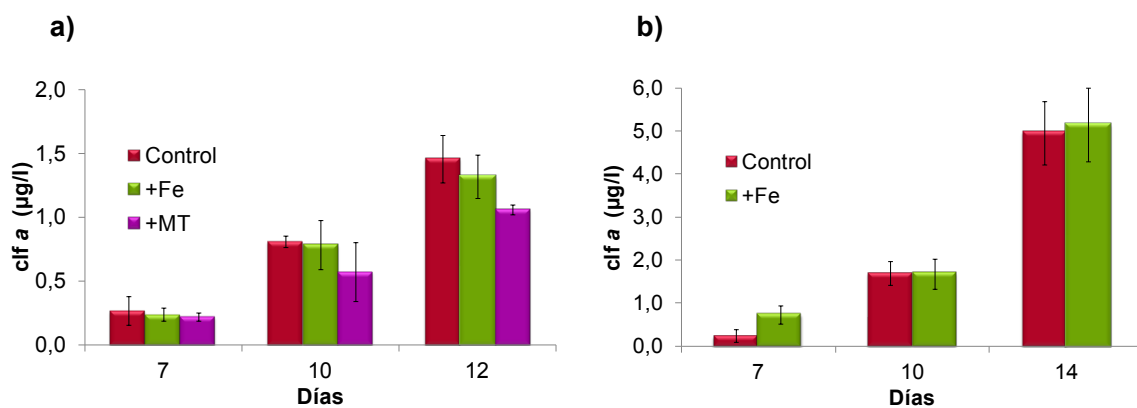 a)
clf a (µg/l)
2,0
1,5
1,0
0,5
0,0
Control
+Fe
+MT
7 10 12
Días
b)
clf a (µg/l)
6,0
5,0
4,0
3,0
2,0
1,0
0,0
Control
+Fe
7 10 14
Días